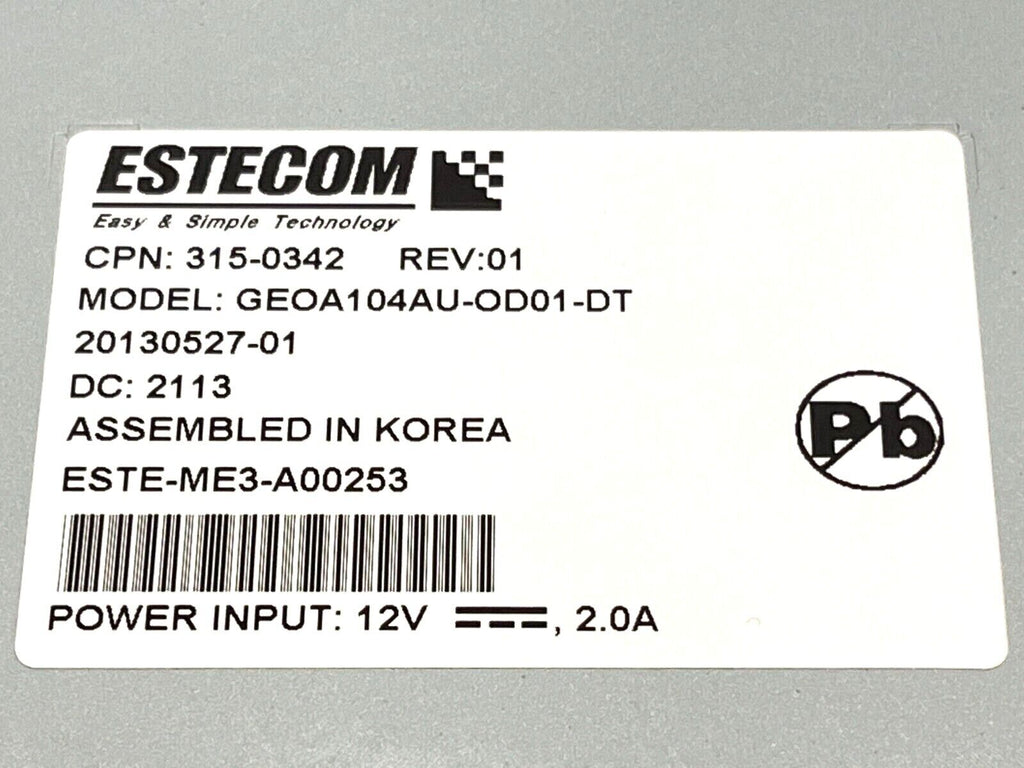 ESTECOM
Easy & Simple Technology
CPN: 315-0342 REV:01
MODEL: GEOA104AU-OD01-DT
20130527-01
DC: 2113
ASSEMBLED IN KOREA
Pb
ESTE-ME3-A00253
POWER INPUT: 12V ⎓, 2.0A